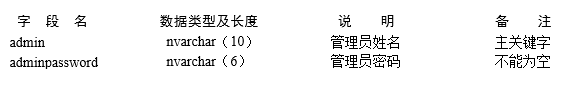 字 段 名 数据类型及长度 说 明 备 注
admin nvarchar（10） 管理员姓名 主关键字
adminpassword nvarchar（6） 管理员密码 不能为空